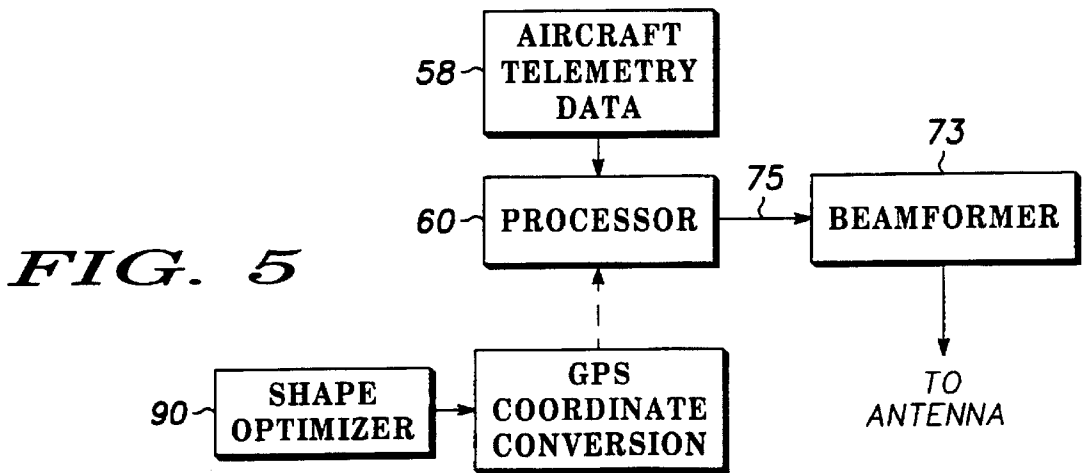 AIRCRAFT
TELEMETRY
DATA
58
73
75
60
PROCESSOR
BEAMFORMER
FIG. 5
90
SHAPE
OPTIMIZER
GPS
COORDINATE
CONVERSION
TO
ANTENNA